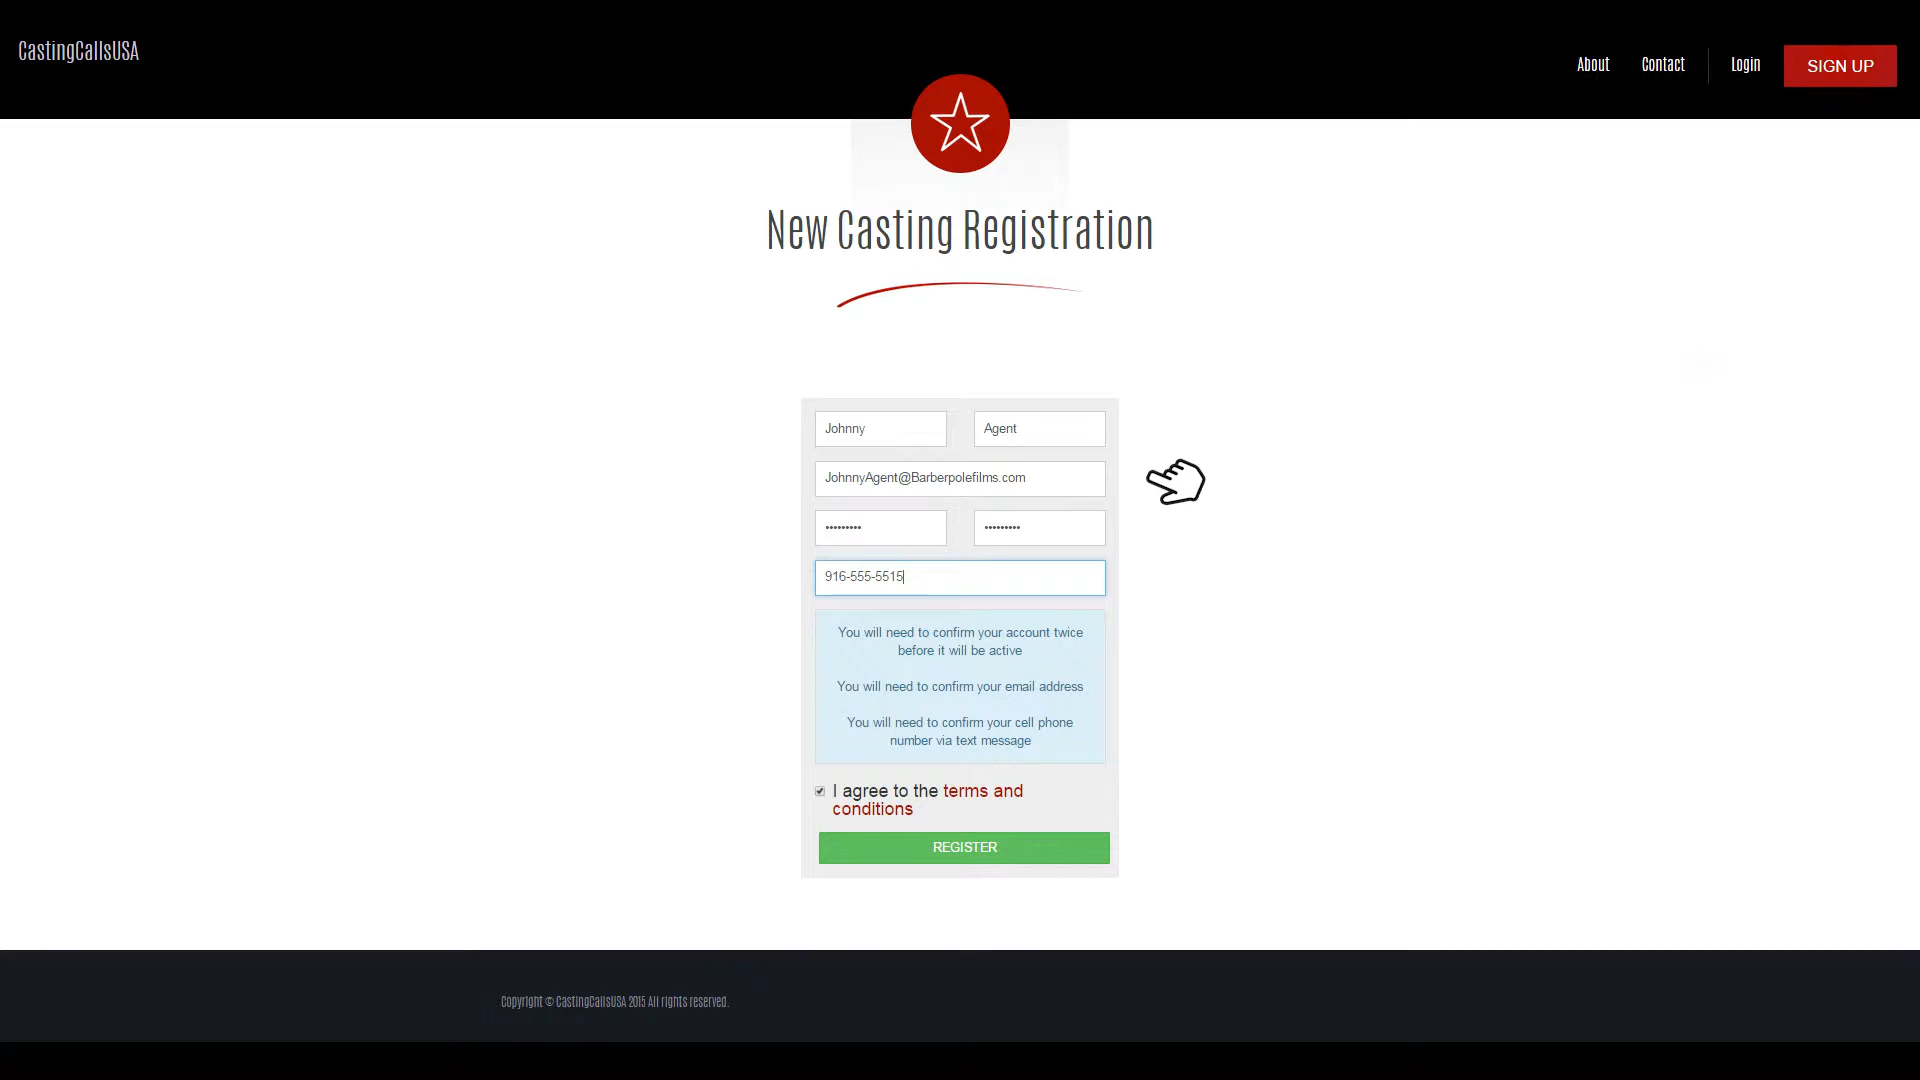 CastingCallsUSA
About
Contact
Login
SIGN UP
New Casting Registration
Johnny
Agent
JohnnyAgent@Barberpolefilms.com
•••••••••
•••••••••
916-555-5515
You will need to confirm your account twice
before it will be active
You will need to confirm your email address
You will need to confirm your cell phone
number via text message
I agree to the terms and
conditions
REGISTER
Copyright © CastingCallsUSA 2015 All rights reserved.